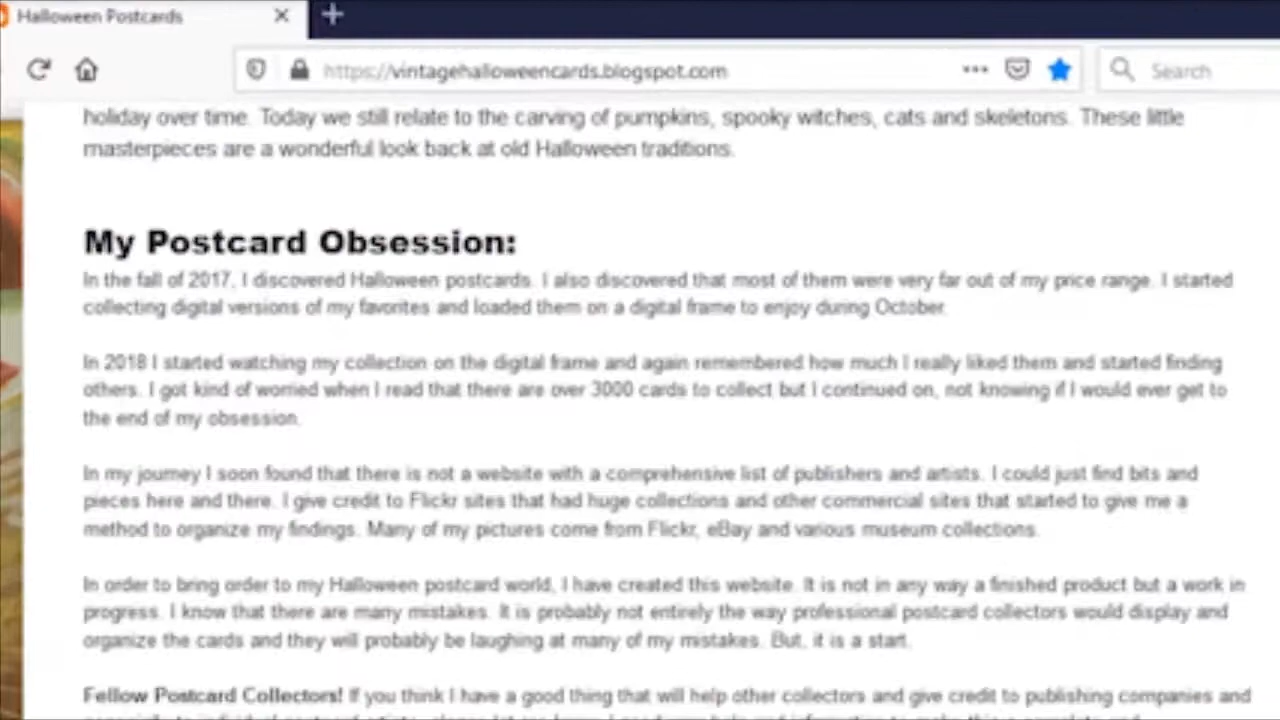 Halloween Postcards
https://vintagehalloweencards.blogspot.com
Search
holiday over time. Today we still relate to the carving of pumpkins, spooky witches, cats and skeletons. These little
masterpieces are a wonderful look back at old Halloween traditions.
My Postcard Obsession:
In the fall of 2017, I discovered Halloween postcards. I also discovered that most of them were very far out of my price range. I started
collecting digital versions of my favorites and loaded them on a digital frame to enjoy during October.
In 2018 I started watching my collection on the digital frame and again remembered how much I really liked them and started finding
others. I got kind of worried when I read that there are over 3000 cards to collect but I continued on, not knowing if I would ever get to
the end of my obsession.
In my journey I soon found that there is not a website with a comprehensive list of publishers and artists. I could just find bits and
pieces here and there. I give credit to Flickr sites that had huge collections and other commercial sites that started to give me a
method to organize my findings. Many of my pictures come from Flickr, eBay and various museum collections.
In order to bring order to my Halloween postcard world, I have created this website. It is not in any way a finished product but a work in
progress. I know that there are many mistakes. It is probably not entirely the way professional postcard collectors would display and
organize the cards and they will probably be laughing at many of my mistakes. But, it is a start.
Fellow Postcard Collectors! If you think I have a good thing that will help other collectors and give credit to publishing companies and